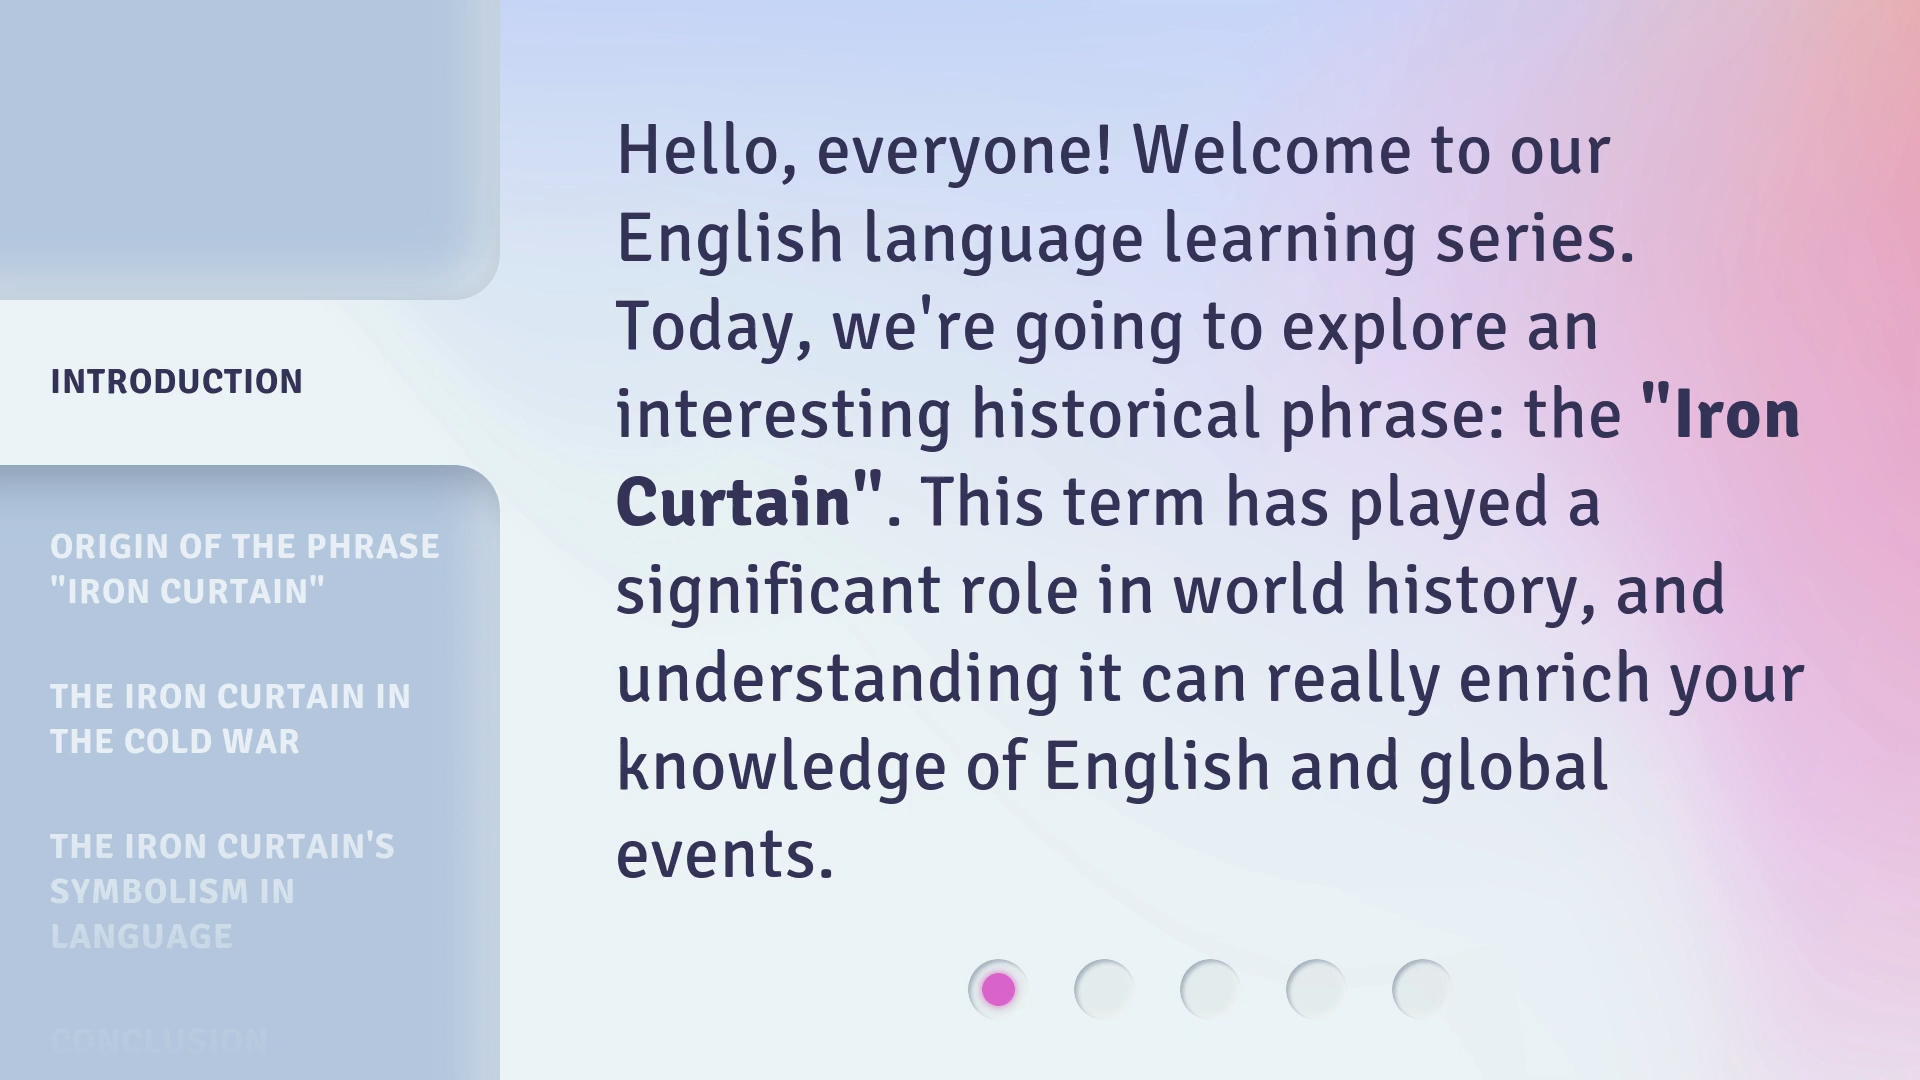 INTRODUCTION
ORIGIN OF THE PHRASE
"IRON CURTAIN"
THE IRON CURTAIN IN
THE COLD WAR
THE IRON CURTAIN'S
SYMBOLISM IN
LANGUAGE
CONCLUSION
Hello, everyone! Welcome to our
English language learning series.
Today, we're going to explore an
interesting historical phrase: the "Iron
Curtain". This term has played a
significant role in world history, and
understanding it can really enrich your
knowledge of English and global
events.